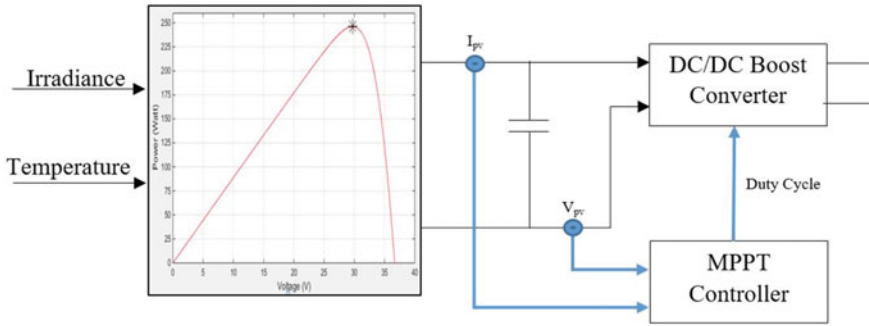 Irradiance
Temperature
Power (Watt)
250
225
200
175
150
125
100
75
50
25
0
0 5 10 15 20 25 30 35 40
Voltage (V)
Ipv
Vpv
DC/DC Boost
Converter
Duty Cycle
MPPT
Controller